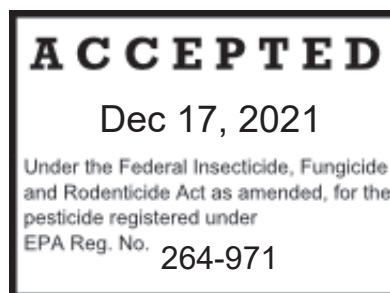 ACCEPTED
Dec 17, 2021
Under the Federal Insecticide, Fungicide
and Rodenticide Act as amended, for the
pesticide registered under
EPA Reg. No. 264-971